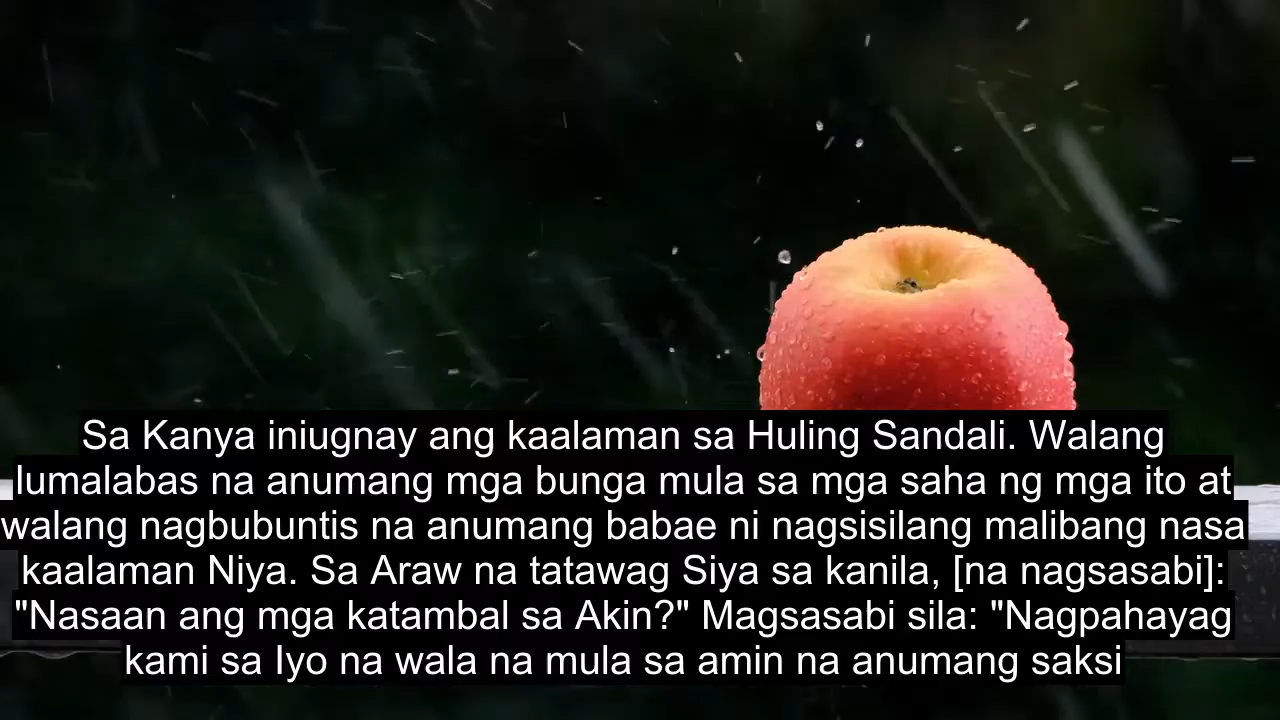 Sa Kanya iniugnay ang kaalaman sa Huling Sandali. Walang
lumalabas na anumang mga bunga mula sa mga saha ng mga ito at
walang nagbubuntis na anumang babae ni nagsisilang malibang nasa
kaalaman Niya. Sa Araw na tatawag Siya sa kanila, [na nagsasabi]:
"Nasaan ang mga katambal sa Akin?" Magsasabi sila: "Nagpahayag
kami sa Iyo na wala na mula sa amin na anumang saksi